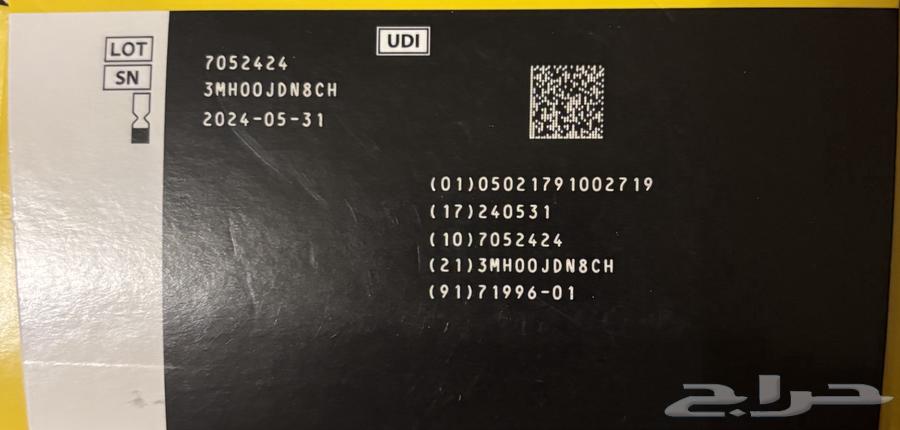 LOT
SN
UDI
7052424
3MH00JDN8CH
2024-05-31
(01)05021791002719
(17)240531
(10)7052424
(21)3MH00JDN8CH
(91)71996-01
حراج